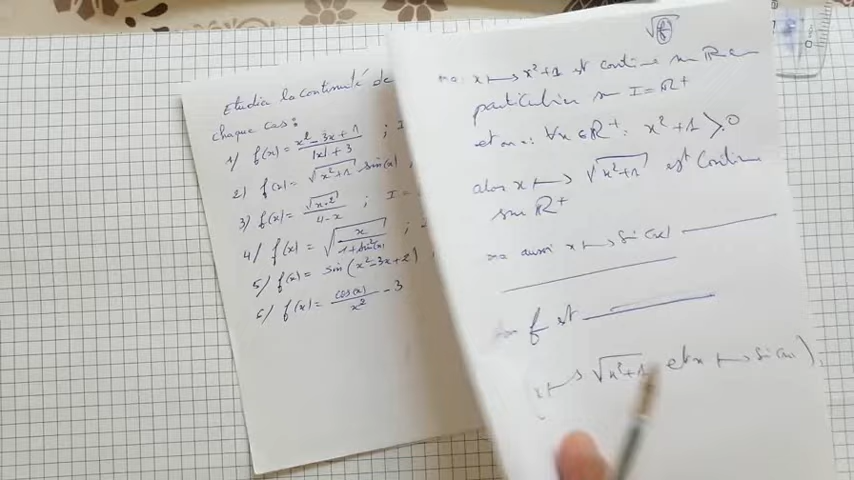 Etudier la continuité de
chaque cas :
1) f(x) = x² - 3x + 1 / |x| + 3 ; I
2) f(x) = √x²+1 sin(x) ;
3) f(x) = √x+2 / 4-x ; I =
4) f(x) = √x / 1+sin²(x) ;
5) f(x) = sin(x²-3x+2) ;
6) f(x) = cos(x) / x² - 3
x ↦ x²+1 est continue sur ℝ en
particulier sur I = ℝ⁺
et on a : ∀x ∈ ℝ⁺ : x²+1 ≥ 0
alors x ↦ √x²+1 est continue
sur ℝ⁺
aussi x ↦ sin(x)
f est
x ↦ √x²+1 et x ↦ sin(x) ) .